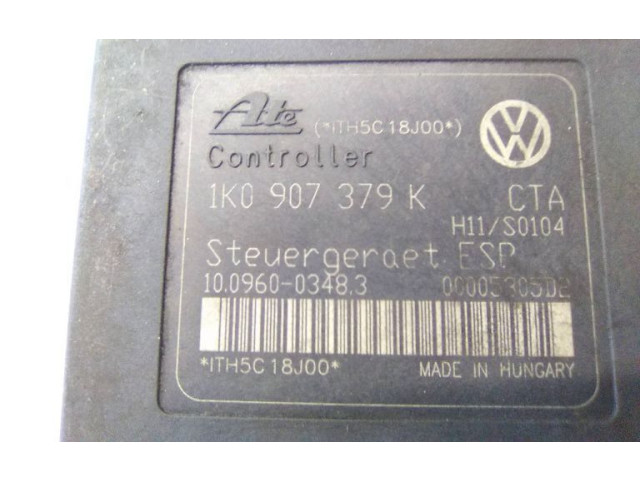 Ate (*ITH5C18J00*)
Controller
1K0 907 379 K CTA
H11/S0104
Steuergeraet ESP
10.0960-0348.3
*ITH5C18J00* MADE IN HUNGARY